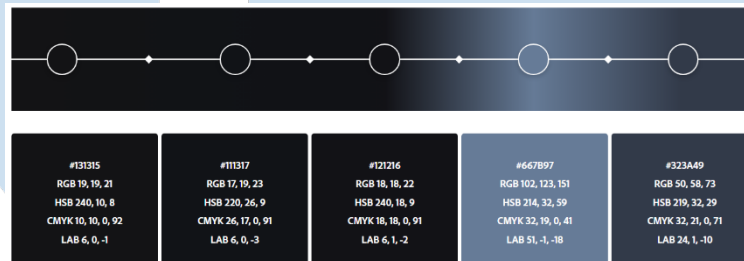 #131315
RGB 19, 19, 21
HSB 240, 10, 8
CMYK 10, 10, 0, 92
LAB 6, 0, -1
#111317
RGB 17, 19, 23
HSB 220, 26, 9
CMYK 26, 17, 0, 91
LAB 6, 0, -3
#121216
RGB 18, 18, 22
HSB 240, 18, 9
CMYK 18, 18, 0, 91
LAB 6, 1, -2
#667B97
RGB 102, 123, 151
HSB 214, 32, 59
CMYK 32, 19, 0, 41
LAB 51, -1, -18
#323A49
RGB 50, 58, 73
HSB 219, 32, 29
CMYK 32, 21, 0, 71
LAB 24, 1, -10